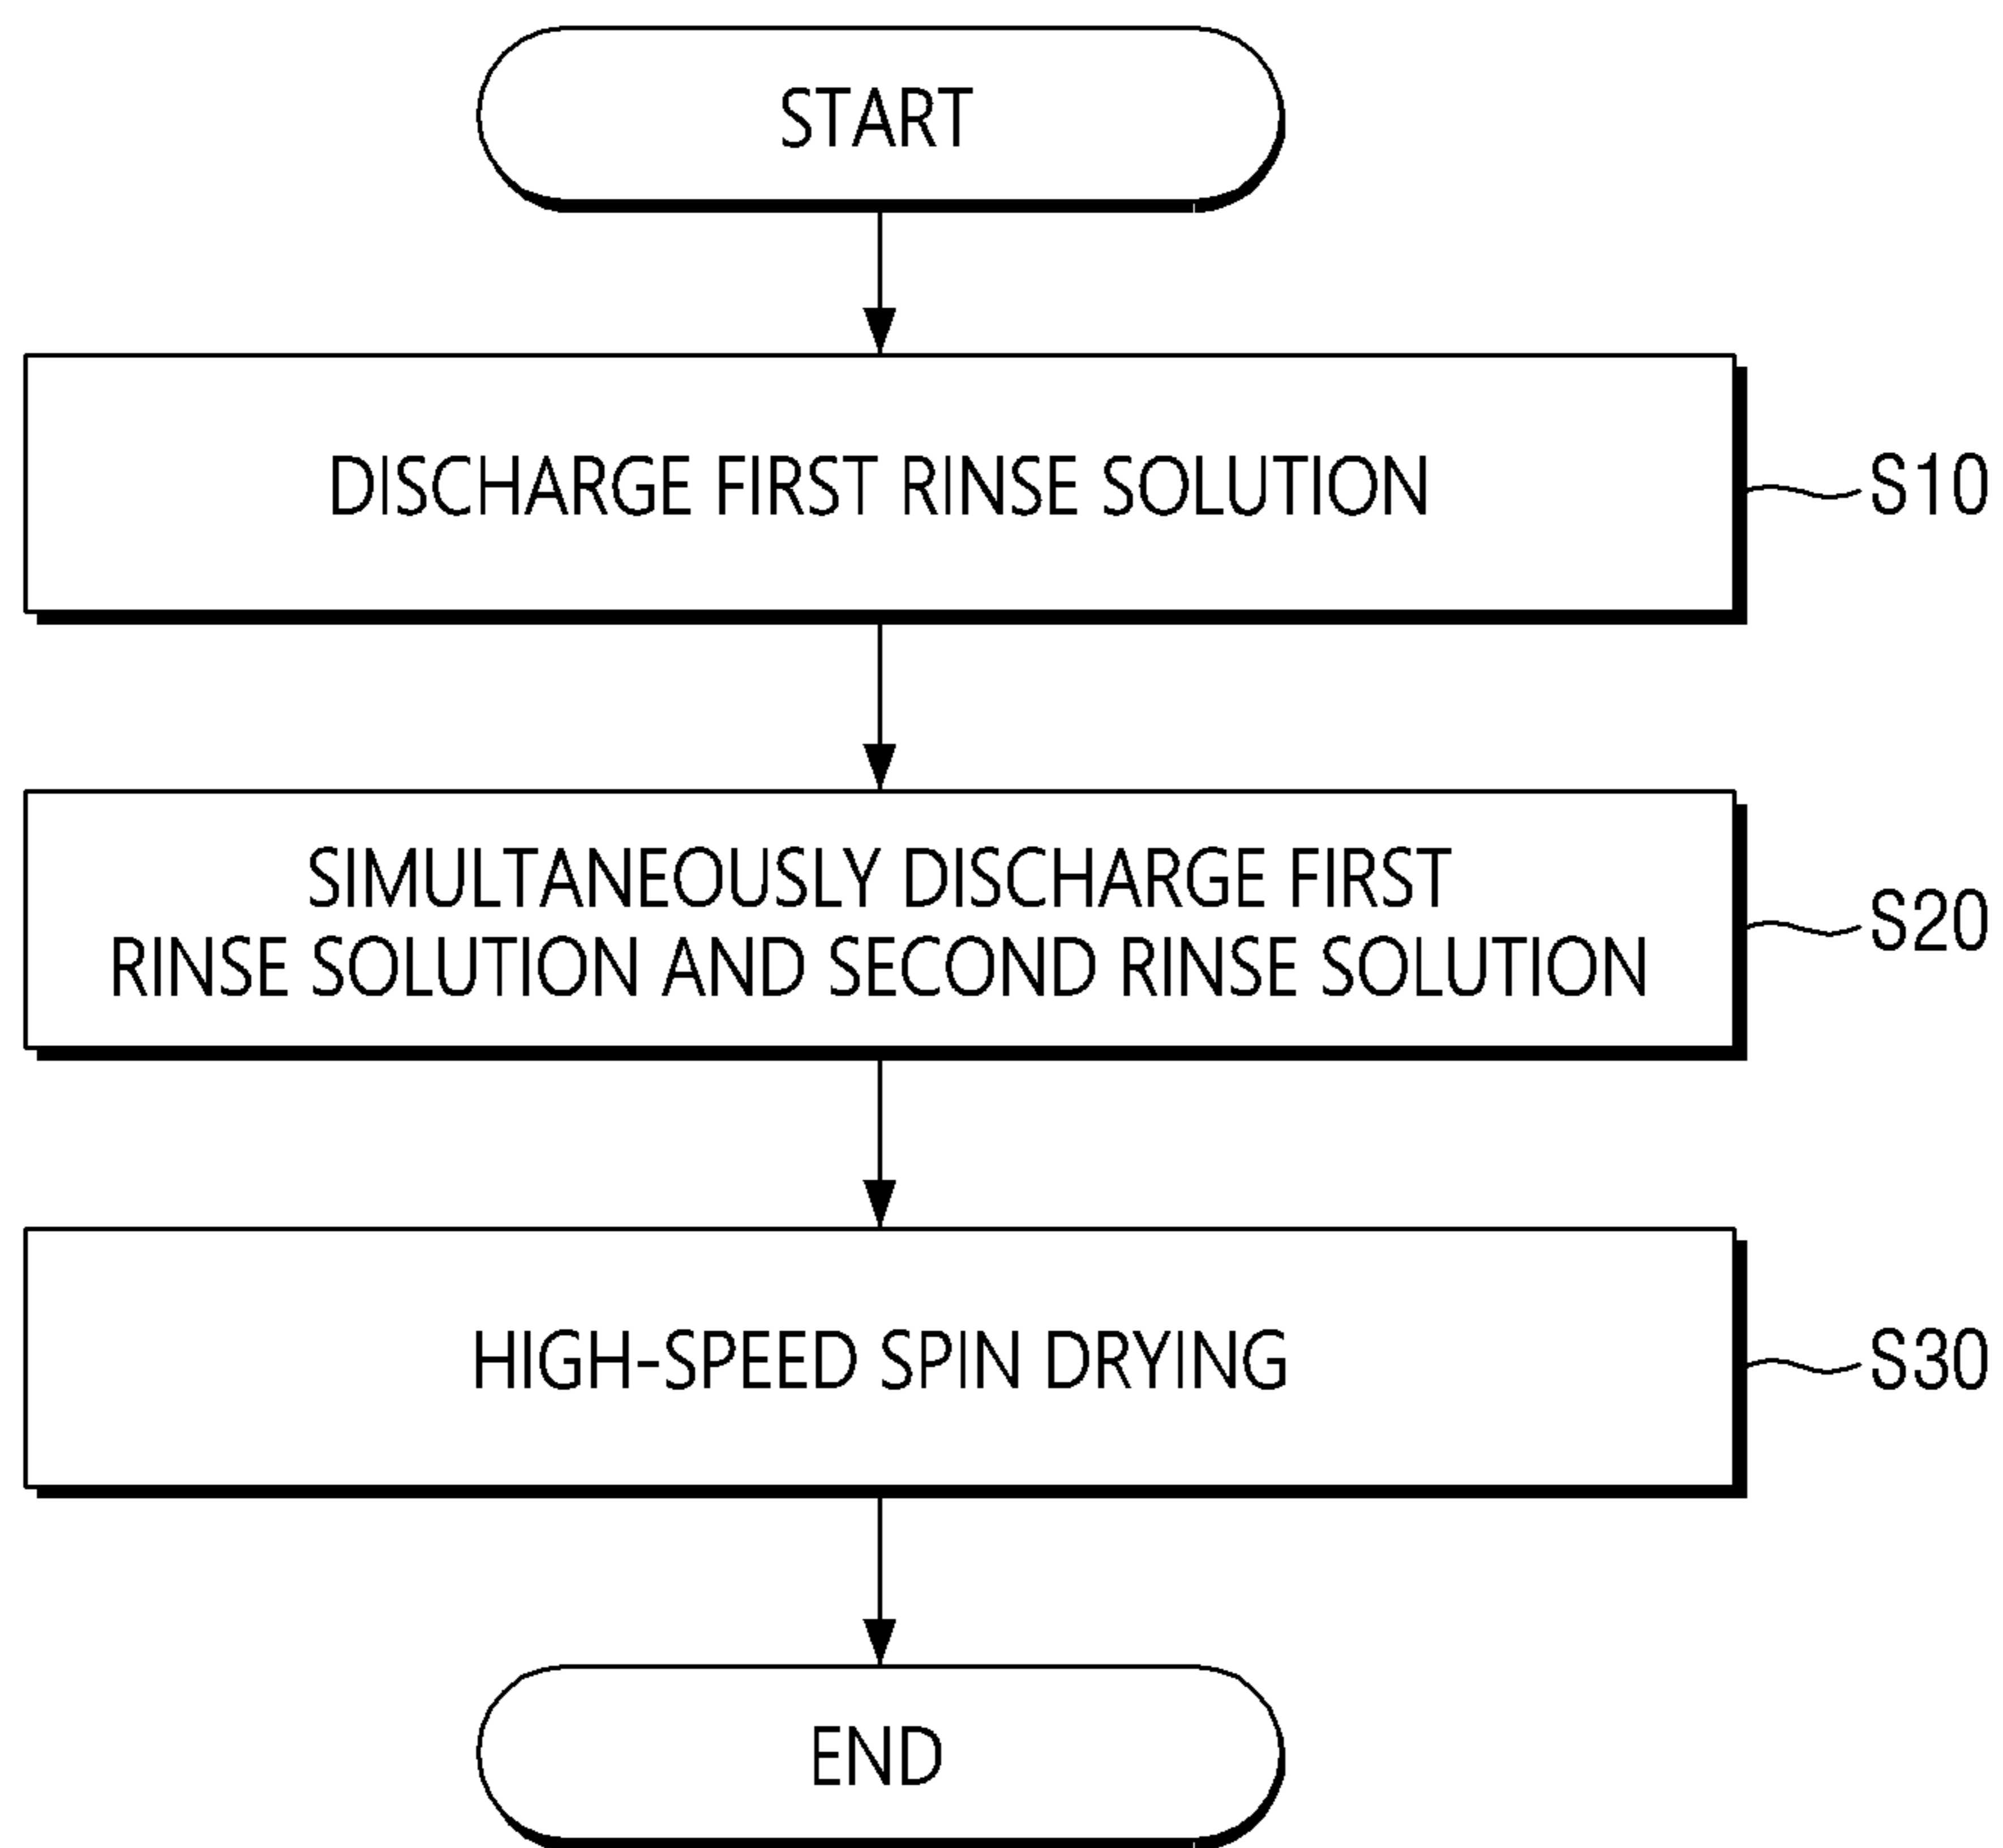 START
DISCHARGE FIRST RINSE SOLUTION
S10
SIMULTANEOUSLY DISCHARGE FIRST
RINSE SOLUTION AND SECOND RINSE SOLUTION
S20
HIGH-SPEED SPIN DRYING
S30
END